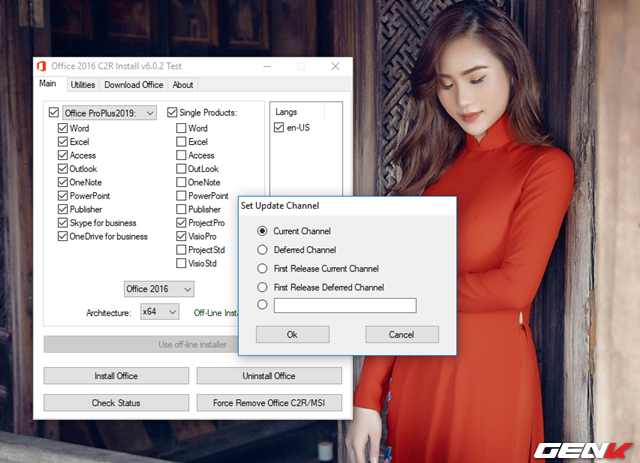 Office 2016 C2R Install v6.0.2 Test
Main Utilities Download Office About
Office ProPlus2019:
Word
Excel
Access
Outlook
OneNote
PowerPoint
Publisher
Skype for business
OneDrive for business
Single Products:
Word
Excel
Access
OutLook
OneNote
PowerPoint
Publisher
ProjectPro
VisioPro
ProjectStd
VisioStd
Langs
en-US
Office 2016
Architecture: x64 Off-Line
Use off-line installer
Install Office Uninstall Office
Check Status Force Remove Office C2R/MSI
Set Update Channel
Current Channel
Deferred Channel
First Release Current Channel
First Release Deferred Channel
Ok Cancel
GENK